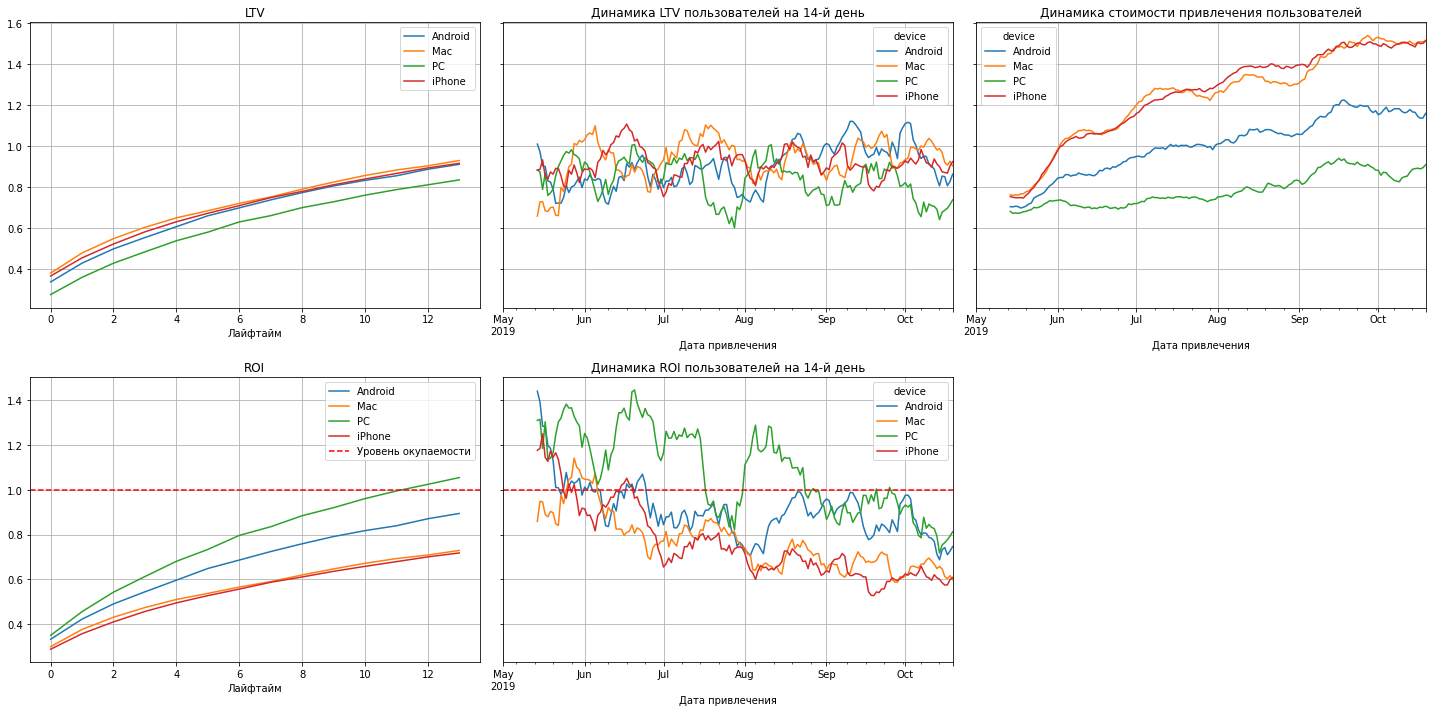 LTV
Android
Mac
PC
iPhone
1.6
1.4
1.2
1.0
0.8
0.6
0.4
0 2 4 6 8 10 12
Лайфтайм
Динамика LTV пользователей на 14-й день
device
Android
Mac
PC
iPhone
May Jun Jul Aug Sep Oct
2019
Дата привлечения
Динамика стоимости привлечения пользователей
device
Android
Mac
PC
iPhone
May Jun Jul Aug Sep Oct
2019
Дата привлечения
ROI
Android
Mac
PC
iPhone
Уровень окупаемости
1.4
1.2
1.0
0.8
0.6
0.4
0 2 4 6 8 10 12
Лайфтайм
Динамика ROI пользователей на 14-й день
device
Android
Mac
PC
iPhone
May Jun Jul Aug Sep Oct
2019
Дата привлечения